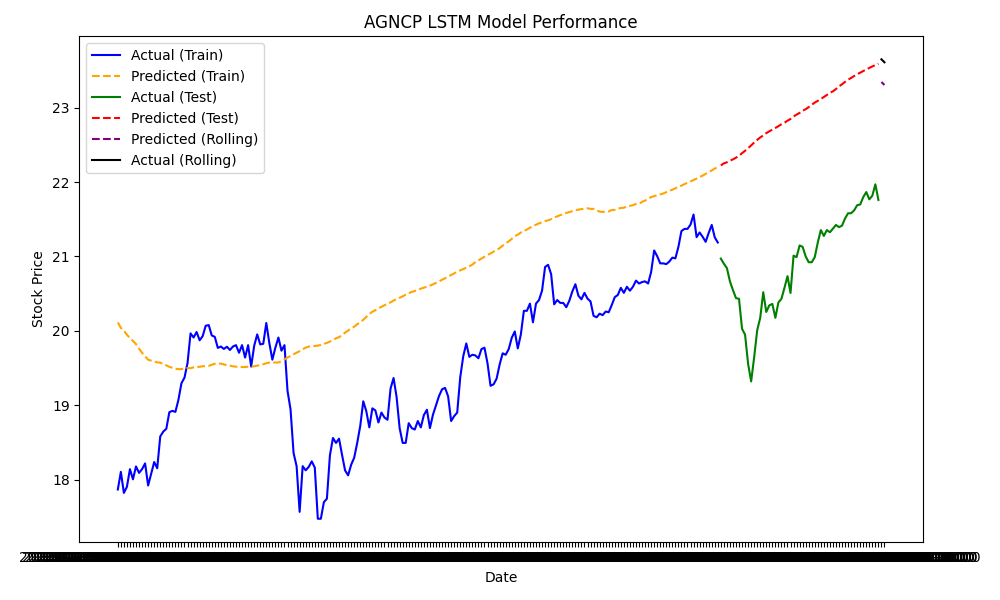 AGNCP LSTM Model Performance
Actual (Train)
Predicted (Train)
Actual (Test)
Predicted (Test)
Predicted (Rolling)
Actual (Rolling)
23
22
21
20
19
18
Stock Price
Date